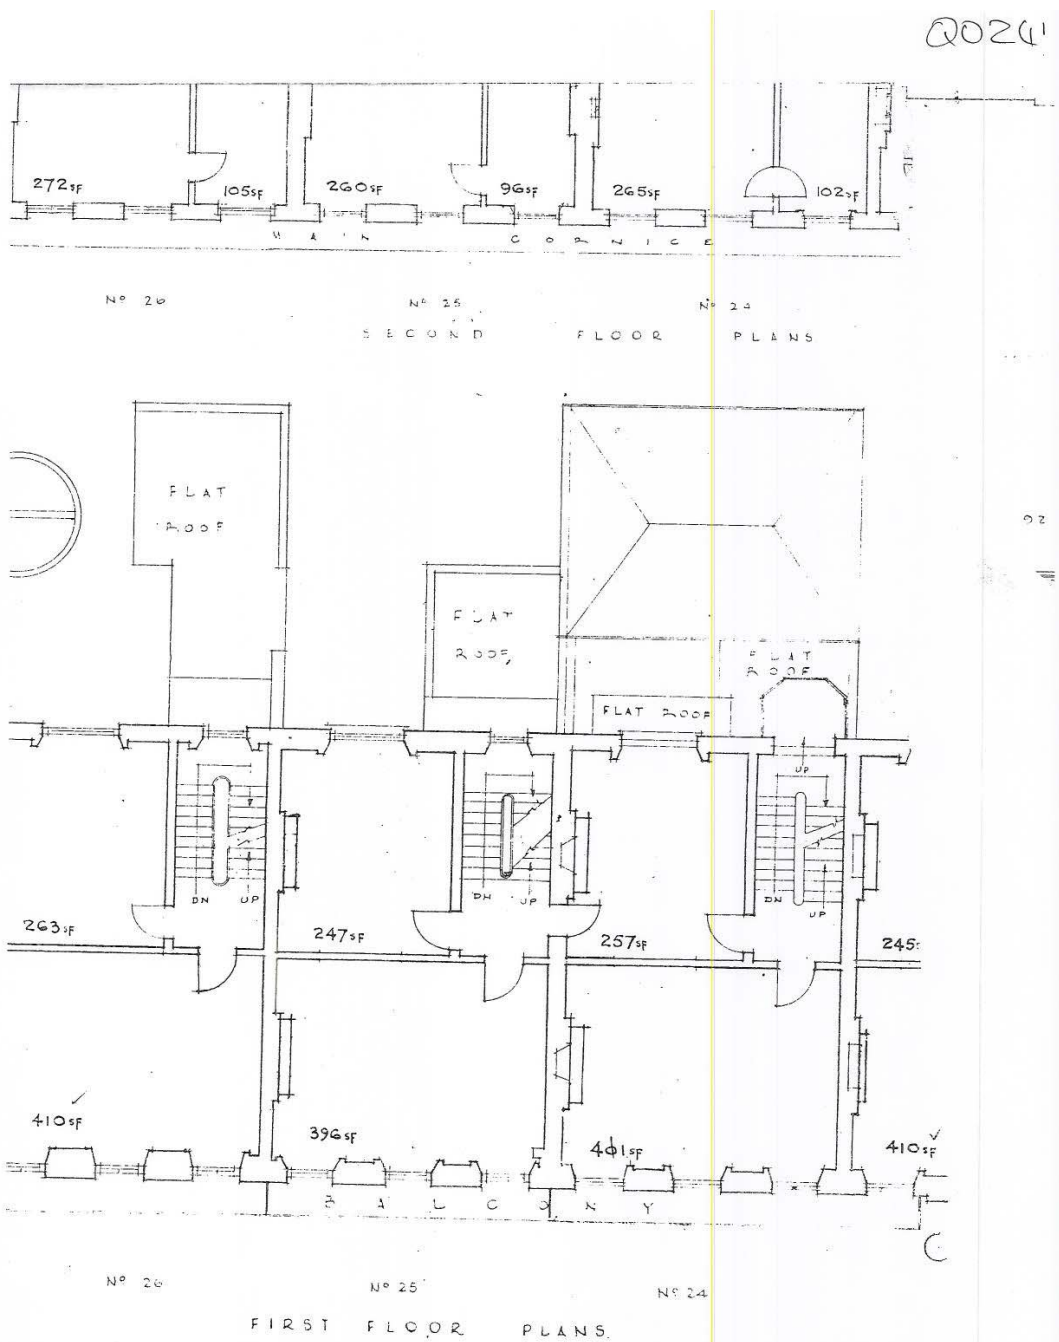 272SF 105SF 260SF 96SF 265SF 102SF
MAIN CORNICE
Nº 26 Nº 25 Nº 24
SECOND FLOOR PLANS
FLAT
ROOF
FLAT
ROOF
FLAT
ROOF
FLAT ROOF
26
UP
DN UP DN UP DN UP
263SF 247SF 257SF 245
410SF 396SF 401SF 410SF
BALCONY
Nº 26 Nº 25 Nº 24
FIRST FLOOR PLANS